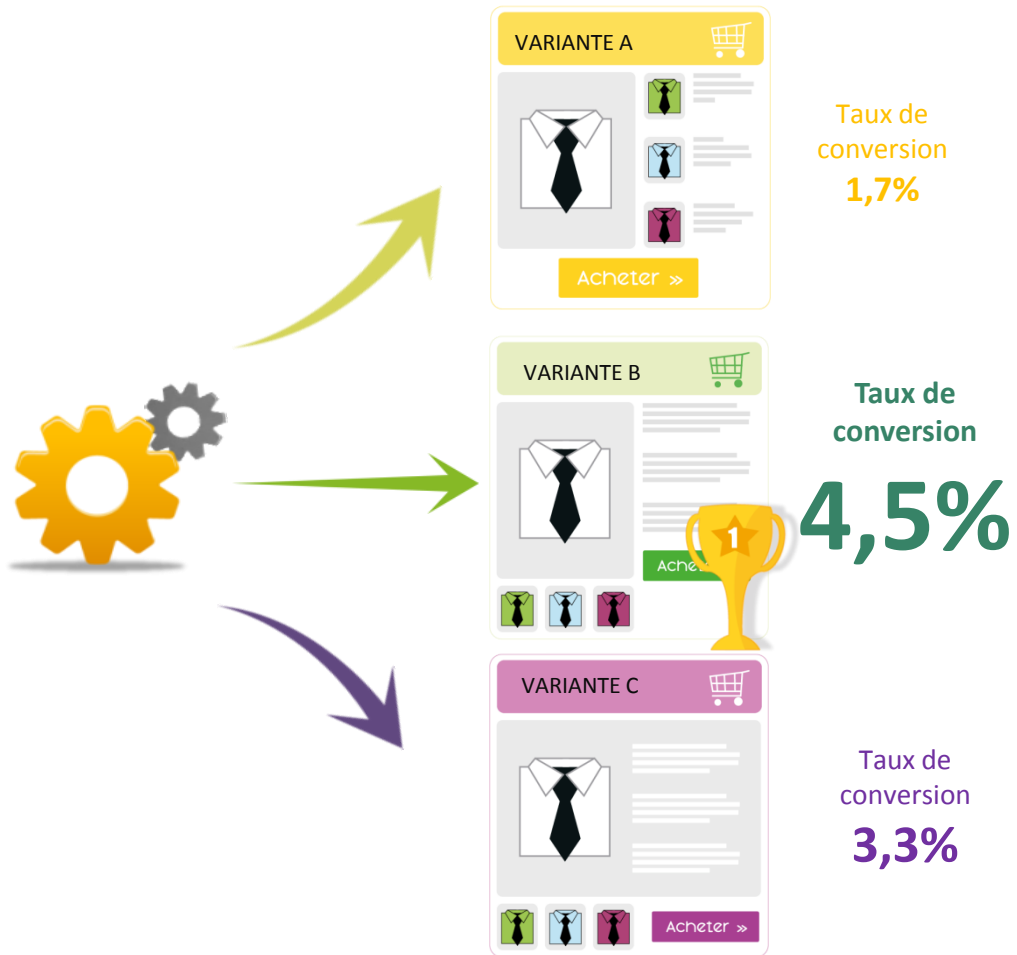 VARIANTE A
Taux de
conversion
1,7%
Acheter »
VARIANTE B
Taux de
conversion
4,5%
1
VARIANTE C
Taux de
conversion
3,3%
Acheter »